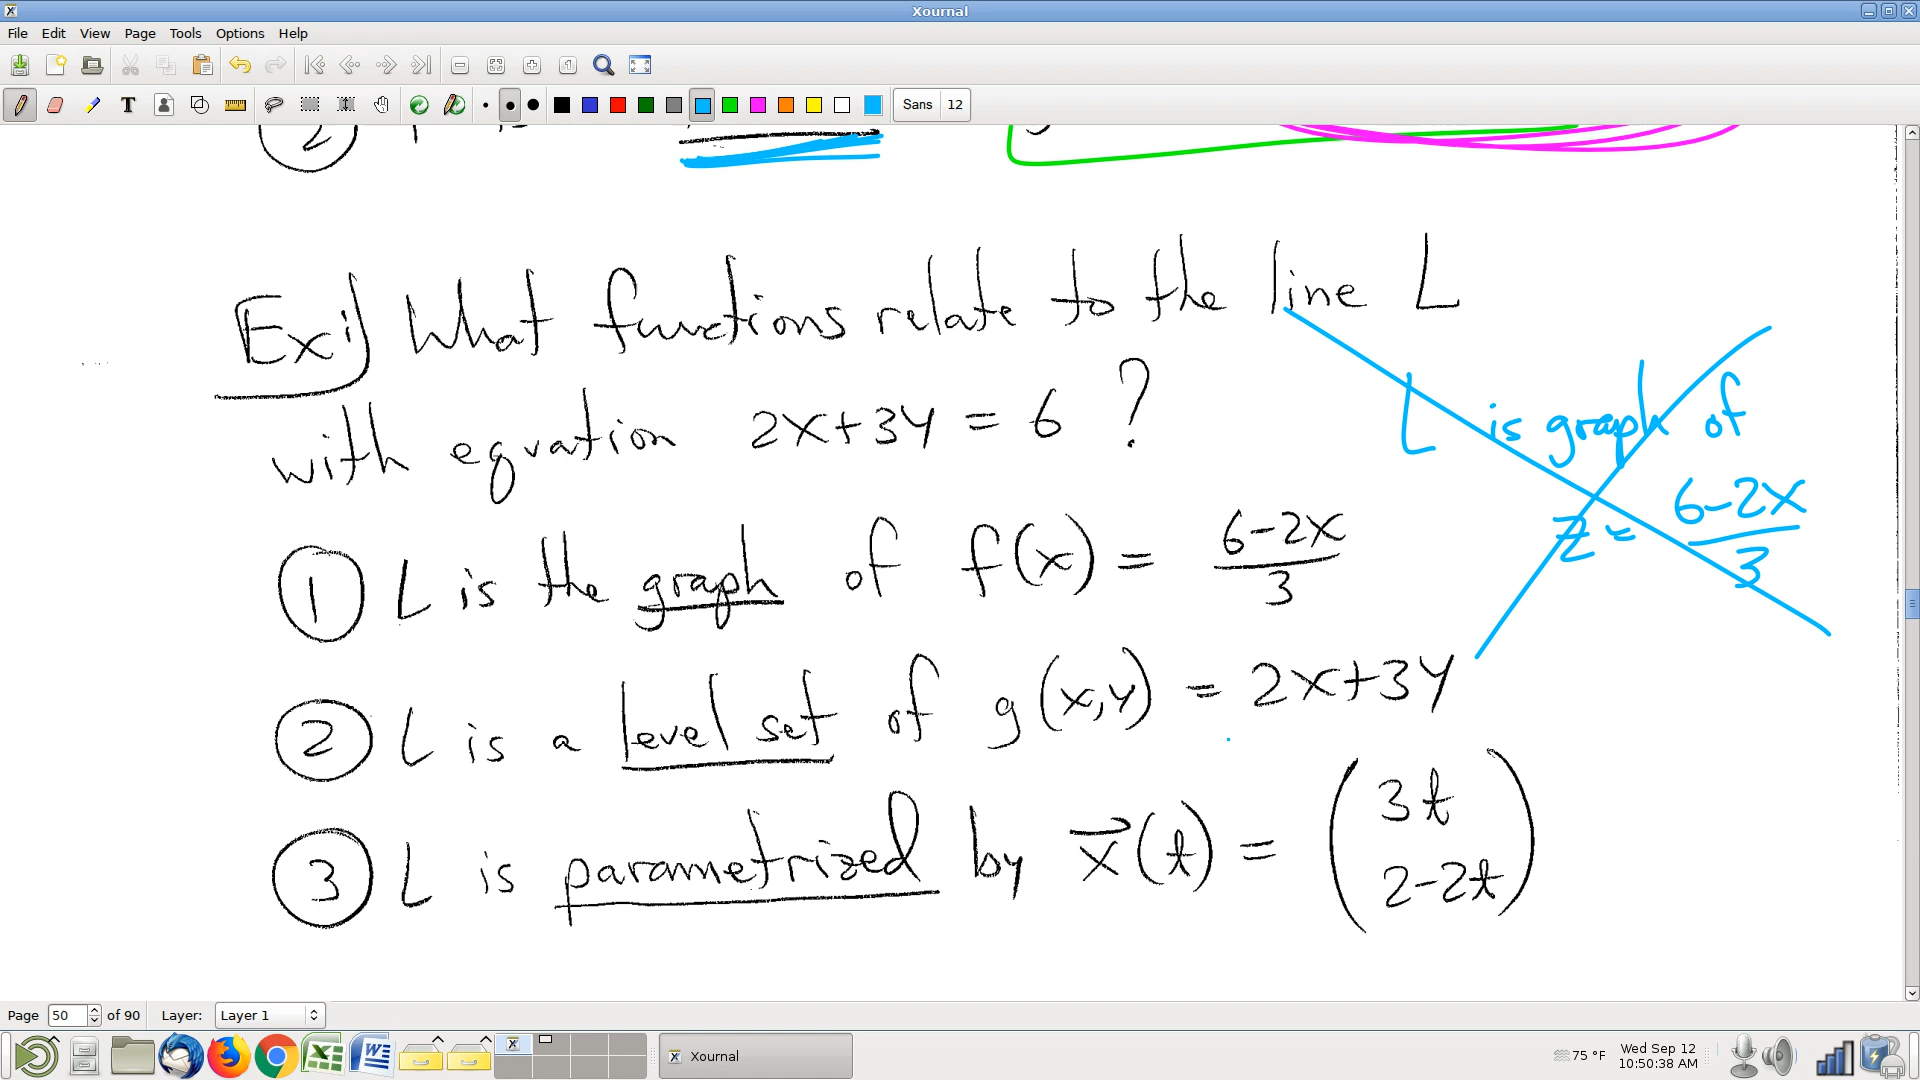 Xournal
File Edit View Page Tools Options Help
Sans 12
2
Ex:) What functions relate to the line L
with equation 2x+3y = 6 ?
L is graph of
z = 6-2x / 3
1 L is the graph of f(x) = 6-2x / 3
2 L is a level set of g(x,y) = 2x+3y
3 L is parametrized by x(t) = ( 3t
2-2t )
Page 50 of 90 Layer: Layer 1
Xournal
75 °F Wed Sep 12
10:50:38 AM